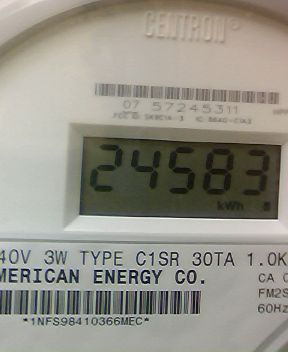 CENTRON®
07 57245311
24583
kWh
40V 3W TYPE C1SR 30TA 1.0K
MERICAN ENERGY CO.
CA
FM2S
60Hz
*1NFS98410366MEC*